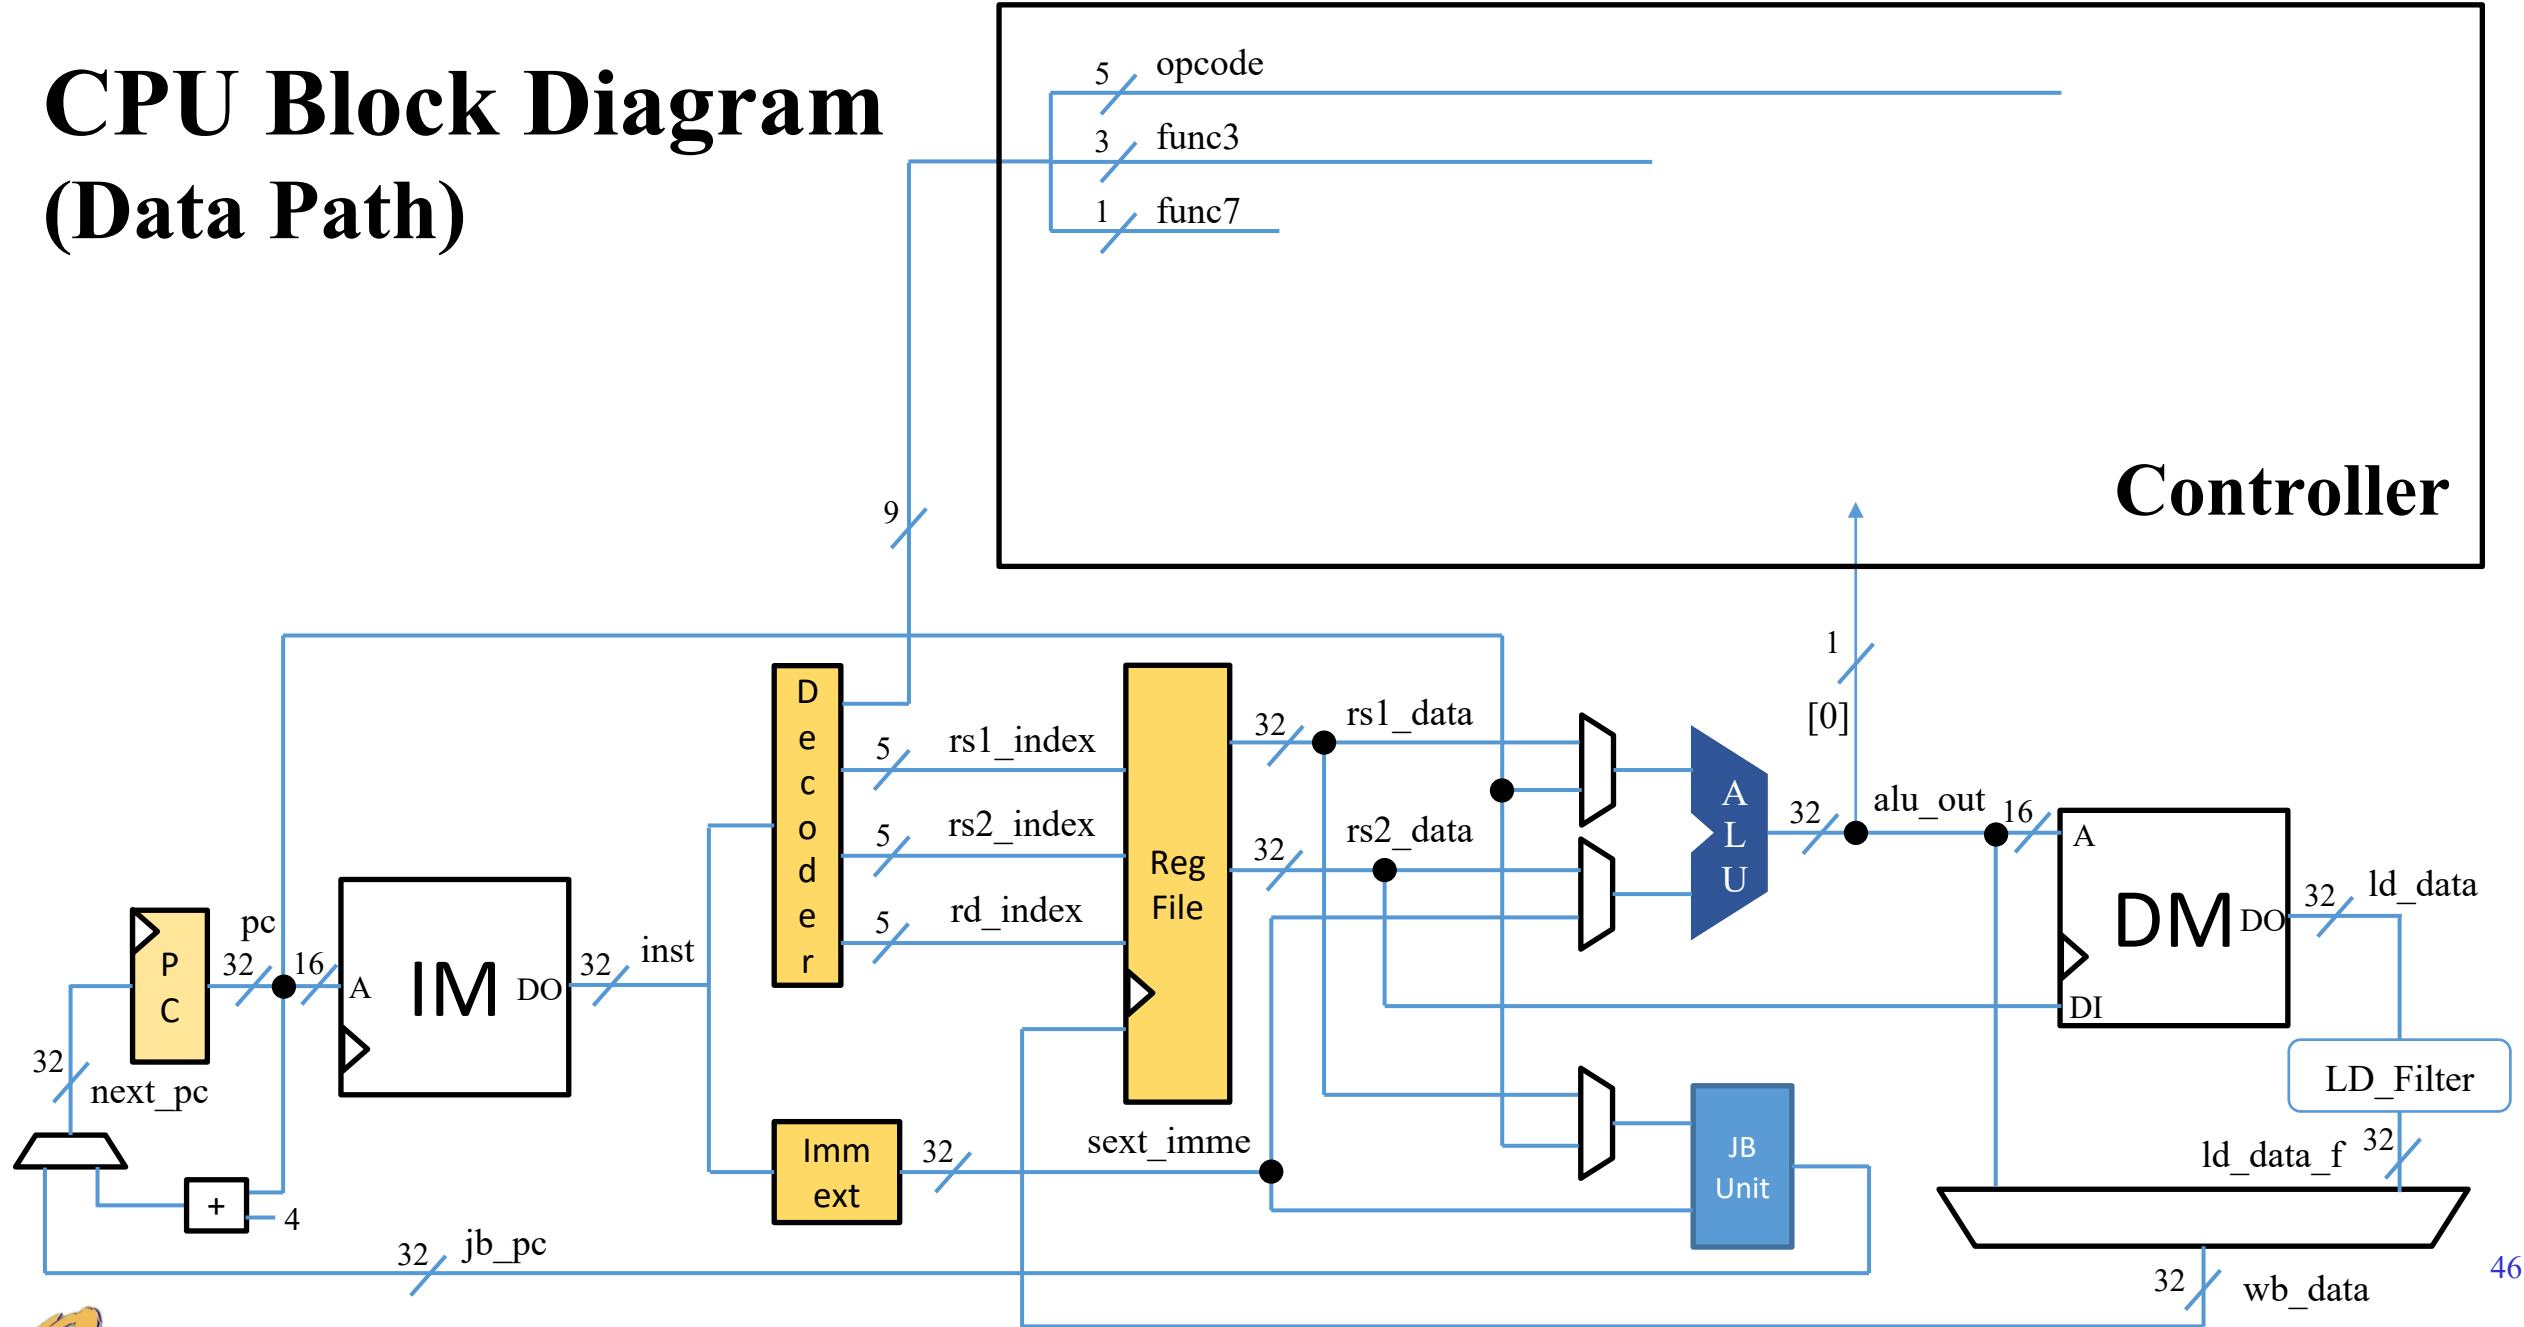 CPU Block Diagram
(Data Path)
5 opcode
3 func3
1 func7
Controller
9
1
[0]
Decoder
5 rs1_index
5 rs2_index
5 rd_index
Reg
File
32 rs1_data
32 rs2_data
ALU
32 alu_out 16
A
DM
DO
DI
32 ld_data
LD_Filter
32
ld_data_f
PC
pc
32 16
A
IM
DO
32 inst
32
next_pc
+
4
Imm
ext
32 sext_imme
JB
Unit
32 jb_pc
32 wb_data
46